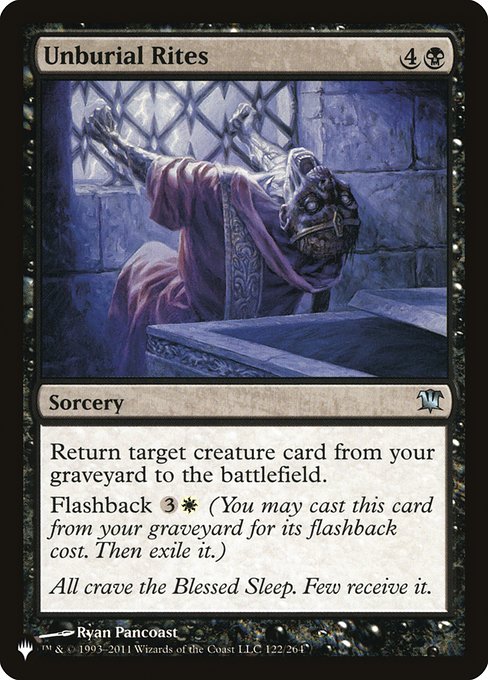 Unburial Rites 4
Sorcery
Return target creature card from your
graveyard to the battlefield.
Flashback 3 (You may cast this card
from your graveyard for its flashback
cost. Then exile it.)
All crave the Blessed Sleep. Few receive it.
Ryan Pancoast
™ & © 1993–2011 Wizards of the Coast LLC 122/264